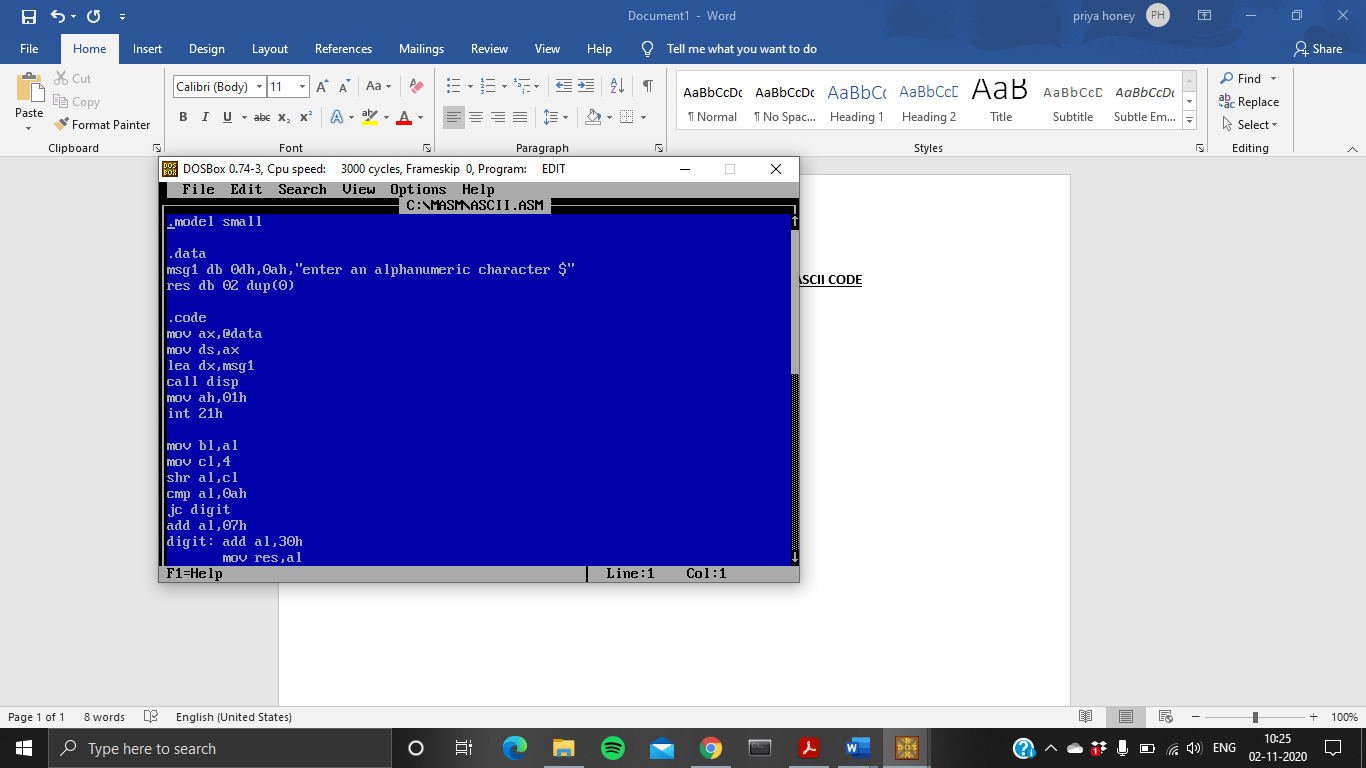 Document1 - Word
priya honey
PH
File Home Insert Design Layout References Mailings Review View Help Tell me what you want to do
Share
Paste
Cut
Copy
Format Painter
Clipboard
Calibri (Body) 11
Font
Paragraph
AaBbCcDc AaBbCcDc AaBbCc AaBbCcD AaB AaBbCcD AaBbCcDc
¶ Normal ¶ No Spac... Heading 1 Heading 2 Title Subtitle Subtle Em...
Styles
Find
Replace
Select
Editing
DOSBox 0.74-3, Cpu speed: 3000 cycles, Frameskip 0, Program: EDIT
File Edit Search View Options Help
C:\MASM\ASCII.ASM
.model small
.data
msg1 db 0dh,0ah,"enter an alphanumeric character $"
res db 02 dup(0)
.code
mov ax,@data
mov ds,ax
lea dx,msg1
call disp
mov ah,01h
int 21h
mov bl,al
mov cl,4
shr al,cl
cmp al,0ah
jc digit
add al,07h
digit: add al,30h
mov res,al
F1=Help
Line:1 Col:1
ASCII CODE
Page 1 of 1 8 words English (United States)
100%
Type here to search
ENG
10:25
02-11-2020